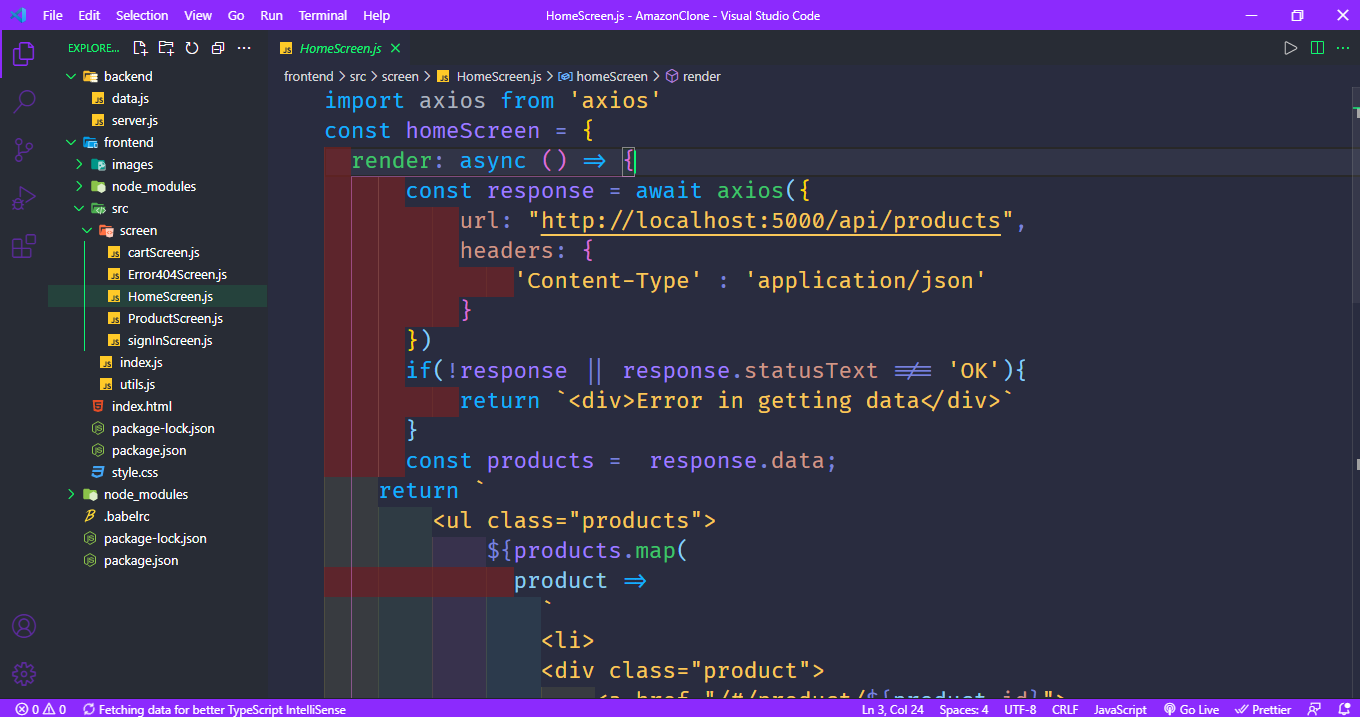 File Edit Selection View Go Run Terminal Help
HomeScreen.js - AmazonClone - Visual Studio Code
EXPLORE...
backend
data.js
server.js
frontend
images
node_modules
src
screen
cartScreen.js
Error404Screen.js
HomeScreen.js
ProductScreen.js
signInScreen.js
index.js
utils.js
index.html
package-lock.json
package.json
style.css
node_modules
.babelrc
package-lock.json
package.json
HomeScreen.js
frontend > src > screen > HomeScreen.js > homeScreen > render
import axios from 'axios'
const homeScreen = {
render: async () => {
const response = await axios({
url: "http://localhost:5000/api/products",
headers: {
'Content-Type' : 'application/json'
}
})
if(!response || response.statusText !== 'OK'){
return `<div>Error in getting data</div>`
}
const products =  response.data;
return `
<ul class="products">
${products.map(
product =>
`
<li>
<div class="product">
0 0 Fetching data for better TypeScript IntelliSense
Ln 3, Col 24 Spaces: 4 UTF-8 CRLF JavaScript Go Live Prettier